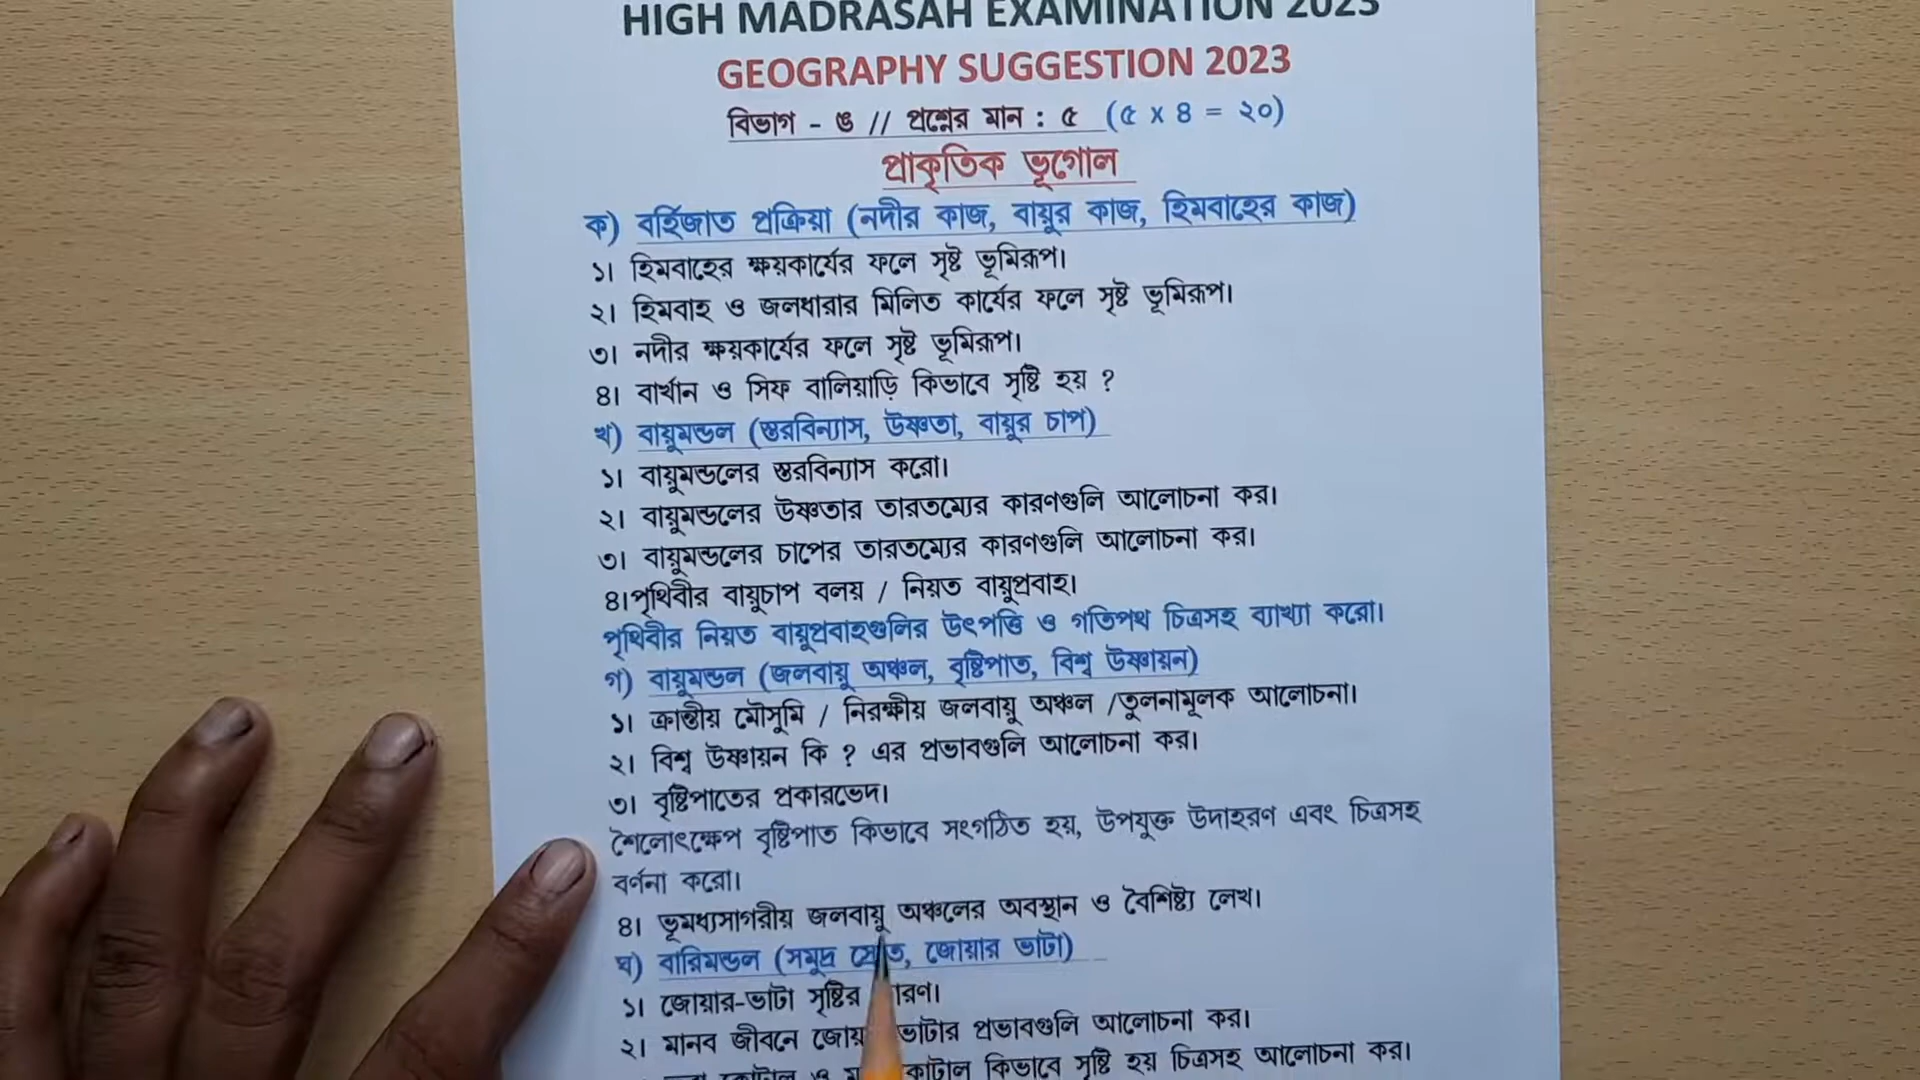 HIGH MADRASAH EXAMINATION 2023
GEOGRAPHY SUGGESTION 2023
বিভাগ - ঙ // প্রশ্নের মান : ৫ (৫ x ৪ = ২০)
প্রাকৃতিক ভূগোল
ক) বর্হিজাত প্রক্রিয়া (নদীর কাজ, বায়ুর কাজ, হিমবাহের কাজ)
১। হিমবাহের ক্ষয়কার্যের ফলে সৃষ্ট ভূমিরূপ।
২। হিমবাহ ও জলধারার মিলিত কার্যের ফলে সৃষ্ট ভূমিরূপ।
৩। নদীর ক্ষয়কার্যের ফলে সৃষ্ট ভূমিরূপ।
৪। বার্খান ও সিফ বালিয়াড়ি কিভাবে সৃষ্টি হয় ?
খ) বায়ুমন্ডল (স্তরবিন্যাস, উষ্ণতা, বায়ুর চাপ)
১। বায়ুমন্ডলের স্তরবিন্যাস করো।
২। বায়ুমন্ডলের উষ্ণতার তারতম্যের কারণগুলি আলোচনা কর।
৩। বায়ুমন্ডলের চাপের তারতম্যের কারণগুলি আলোচনা কর।
৪।পৃথিবীর বায়ুচাপ বলয় / নিয়ত বায়ুপ্রবাহ।
পৃথিবীর নিয়ত বায়ুপ্রবাহগুলির উৎপত্তি ও গতিপথ চিত্রসহ ব্যাখ্যা করো।
গ) বায়ুমন্ডল (জলবায়ু অঞ্চল, বৃষ্টিপাত, বিশ্ব উষ্ণায়ন)
১। ক্রান্তীয় মৌসুমি / নিরক্ষীয় জলবায়ু অঞ্চল /তুলনামূলক আলোচনা।
২। বিশ্ব উষ্ণায়ন কি ? এর প্রভাবগুলি আলোচনা কর।
৩। বৃষ্টিপাতের প্রকারভেদ।
শৈলোৎক্ষেপ বৃষ্টিপাত কিভাবে সংগঠিত হয়, উপযুক্ত উদাহরণ এবং চিত্রসহ
বর্ণনা করো।
৪। ভূমধ্যসাগরীয় জলবায়ু অঞ্চলের অবস্থান ও বৈশিষ্ট্য লেখ।
ঘ) বারিমন্ডল (সমুদ্র স্রোত, জোয়ার ভাটা)
১। জোয়ার-ভাটা সৃষ্টির কারণ।
২। মানব জীবনে ভাটার প্রভাবগুলি আলোচনা কর।
ও কিভাবে সৃষ্টি হয় চিত্রসহ আলোচনা কর।